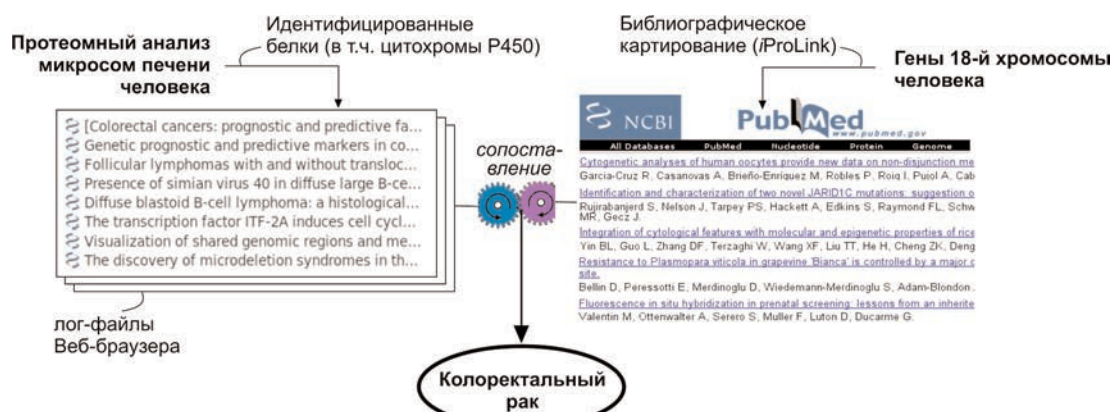 Протеомный анализ
микросом печени
человека
Идентифицированные
белки (в т.ч. цитохромы P450)
Библиографическое
картирование (iProLink)
Гены 18-й хромосомы
человека
[Colorectal cancers: prognostic and predictive fa...
Genetic prognostic and predictive markers in co...
Follicular lymphomas with and without transloc...
Presence of simian virus 40 in diffuse large B-ce...
Diffuse blastoid B-cell lymphoma: a histological...
The transcription factor ITF-2A induces cell cycl...
Visualization of shared genomic regions and me...
The discovery of microdeletion syndromes in th...
лог-файлы
Веб-браузера
сопоста-
вление
NCBI
PubMed
www.pubmed.gov
All Databases PubMed Nucleotide Protein Genome
Cytogenetic analyses of human oocytes provide new data on non-disjunction me
Garcia-Cruz R, Casanovas A, Brieño-Enríquez M, Robles P, Roig I, Pujol A, Cab
Identification and characterization of two novel JARID1C mutations: suggestion o
Rujirabanjerd S, Nelson J, Tarpey PS, Hackett A, Edkins S, Raymond FL, Schw
MR, Gecz J.
Integration of cytological features with molecular and epigenetic properties of rice
Yin BL, Guo L, Zhang DF, Terzaghi W, Wang XF, Liu TT, He H, Cheng ZK, Deng
Resistance to Plasmopara viticola in grapevine 'Bianca' is controlled by a major
site.
Bellin D, Peressotti E, Merdinoglu D, Wiedemann-Merdinoglu S, Adam-Blondon
Fluorescence in situ hybridization in prenatal screening: lessons from an inherite
Valentin M, Ottenwalter A, Serero S, Muller F, Luton D, Ducarme G.
Колоректальный
рак